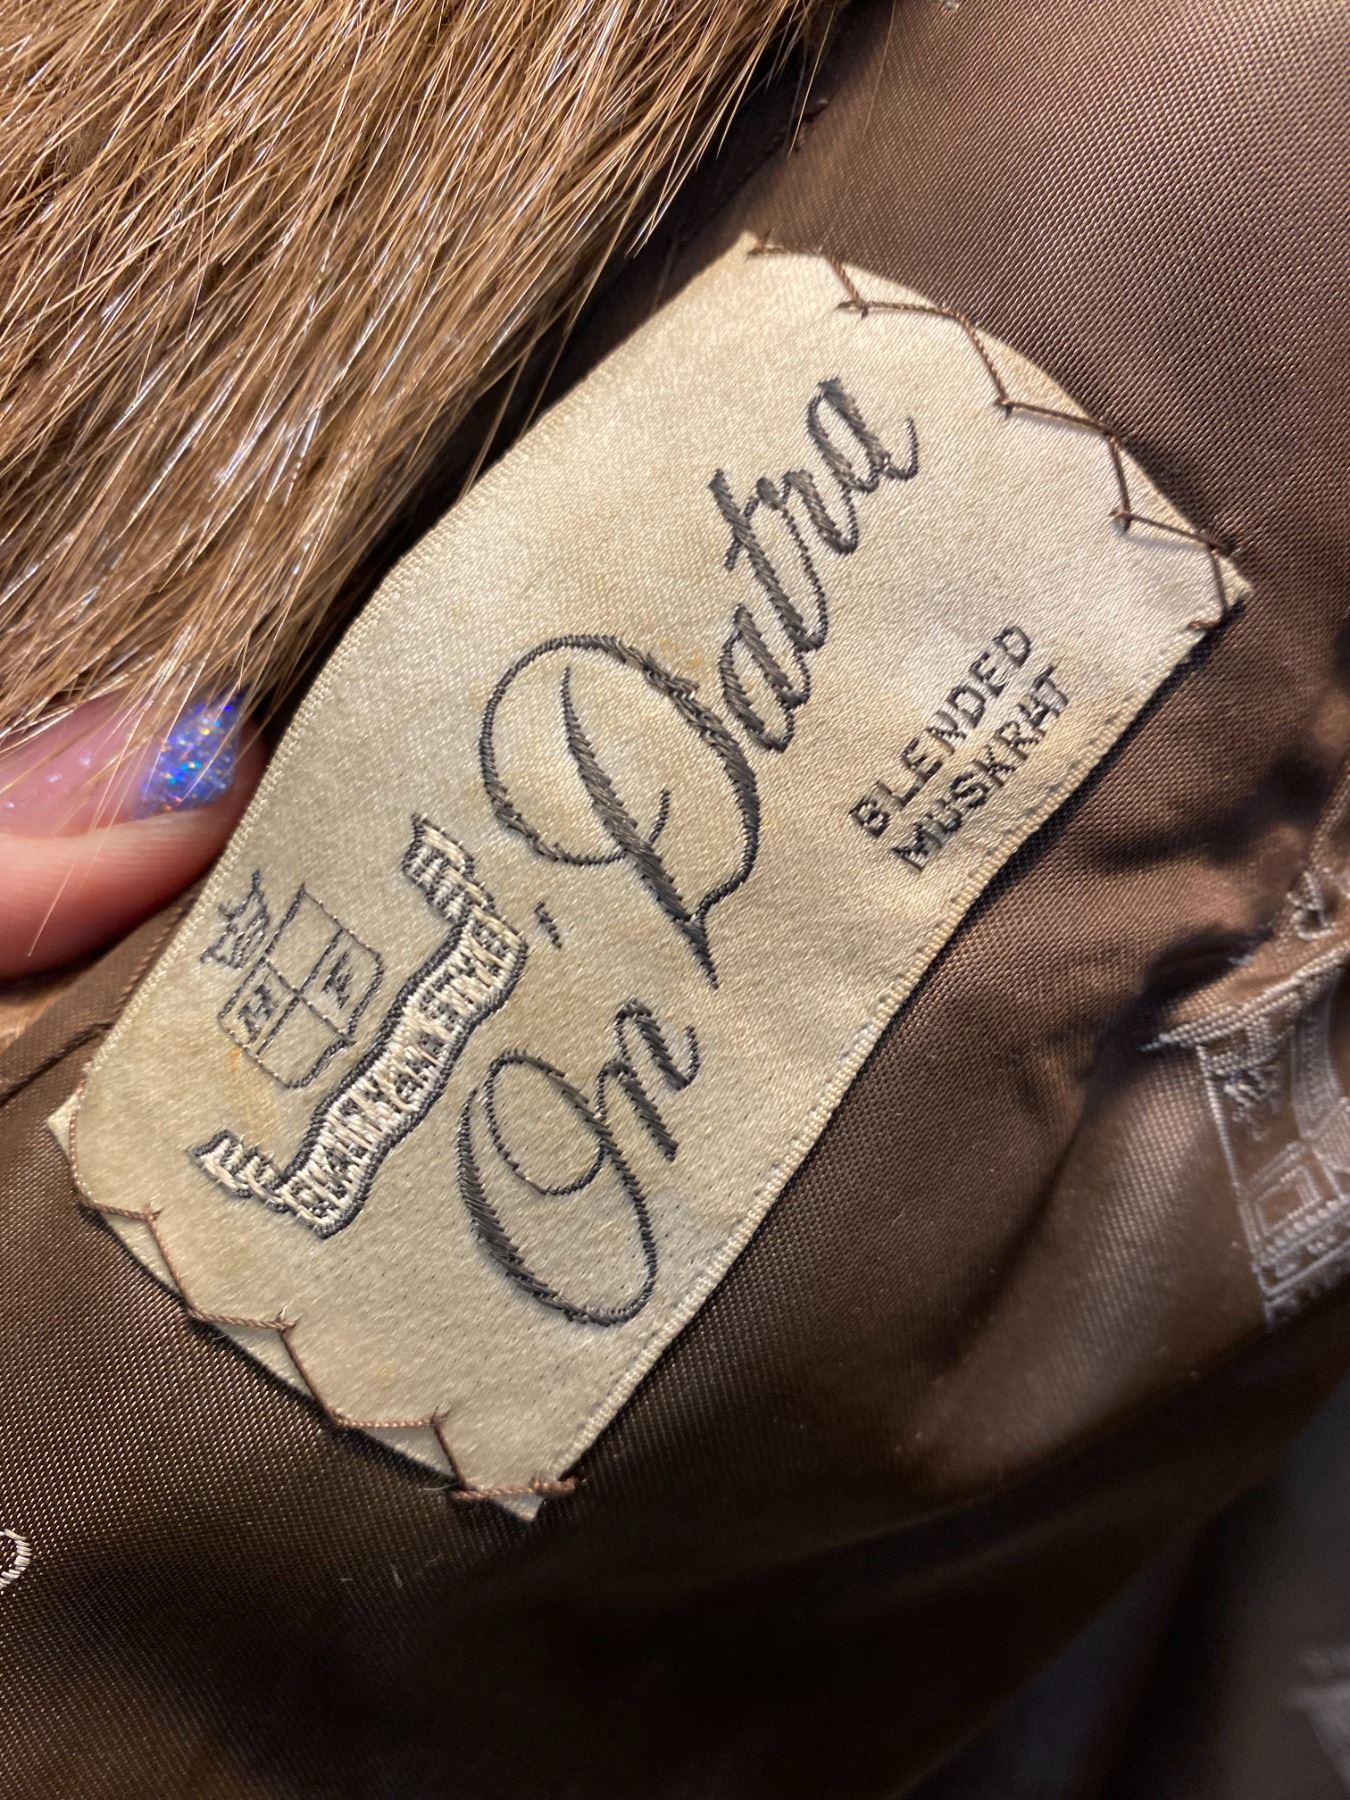 H F
On' Datra
BLENDED
MUSKRAT